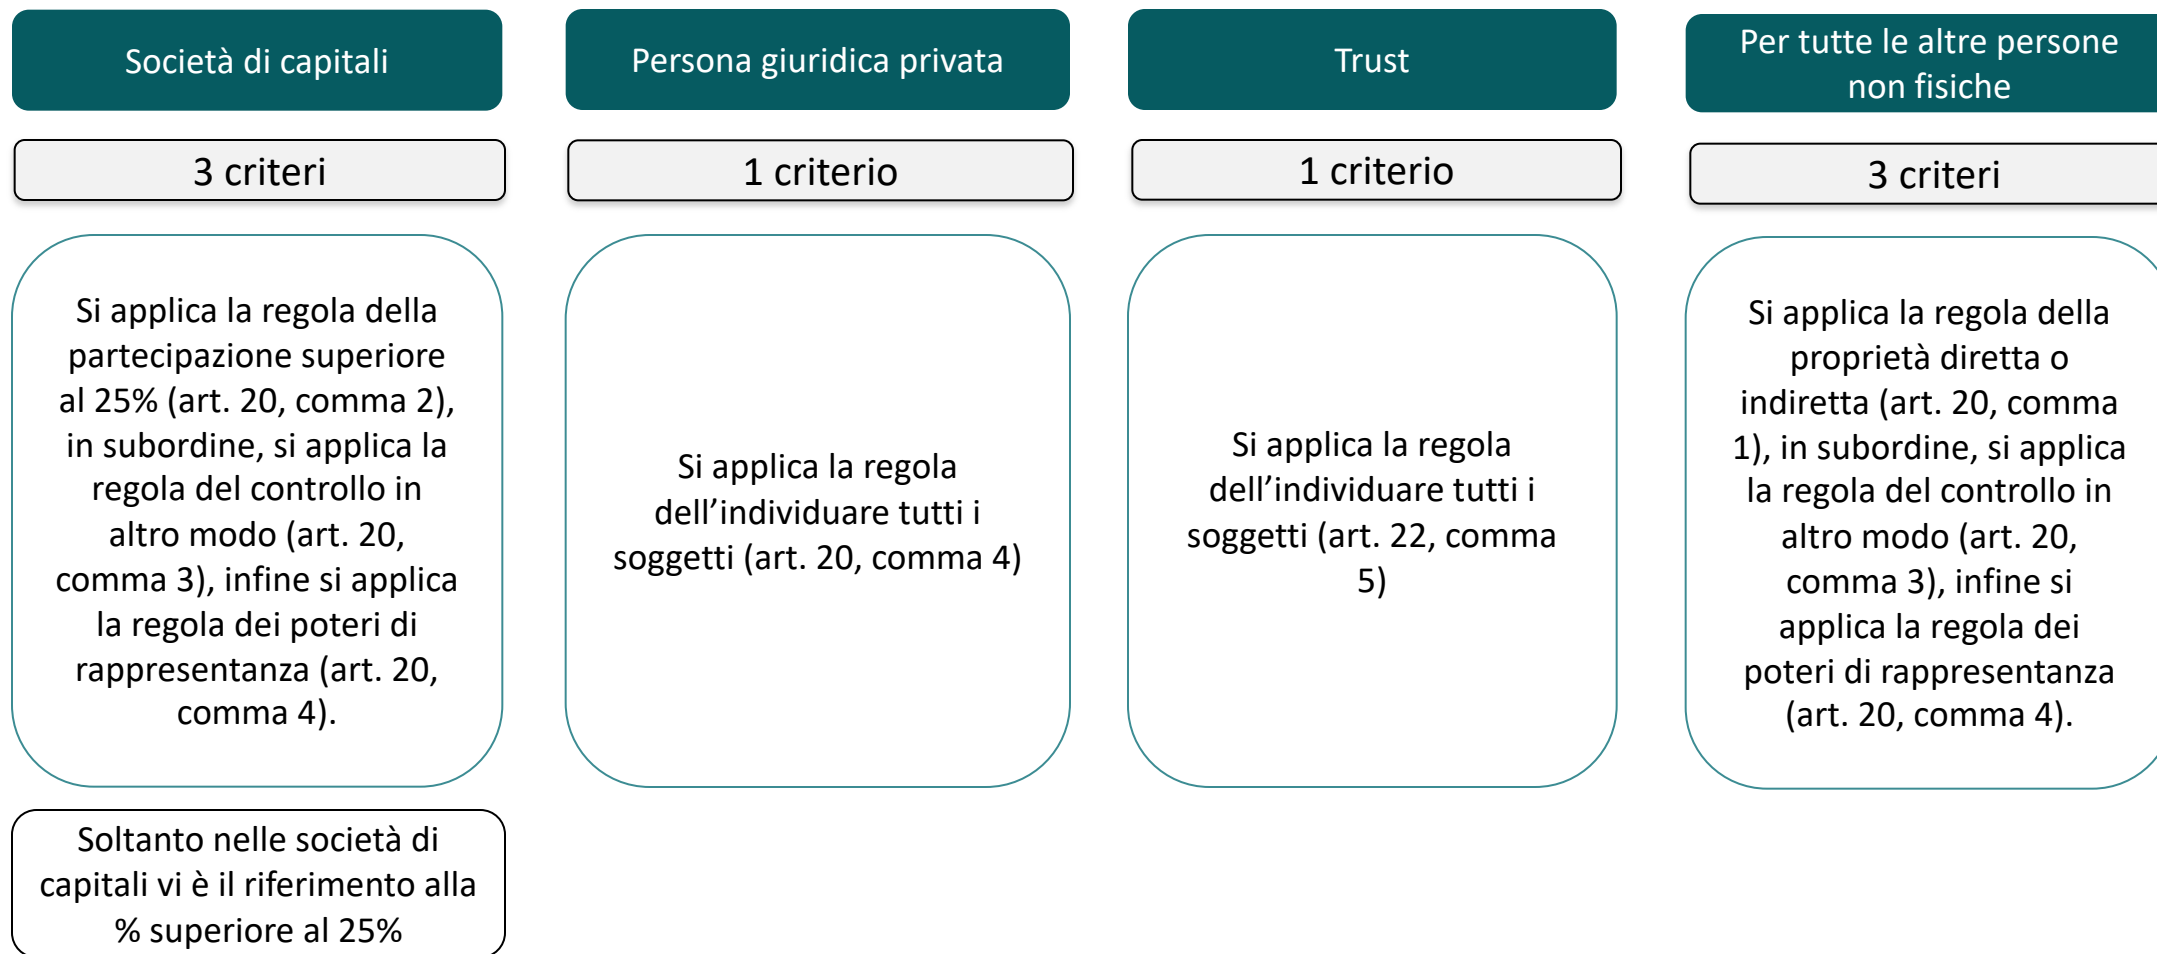 Società di capitali
3 criteri
Si applica la regola della
partecipazione superiore
al 25% (art. 20, comma 2),
in subordine, si applica la
regola del controllo in
altro modo (art. 20,
comma 3), infine si applica
la regola dei poteri di
rappresentanza (art. 20,
comma 4).
Soltanto nelle società di
capitali vi è il riferimento alla
% superiore al 25%
Persona giuridica privata
1 criterio
Si applica la regola
dell’individuare tutti i
soggetti (art. 20, comma 4)
Trust
1 criterio
Si applica la regola
dell’individuare tutti i
soggetti (art. 22, comma
5)
Per tutte le altre persone
non fisiche
3 criteri
Si applica la regola della
proprietà diretta o
indiretta (art. 20, comma
1), in subordine, si applica
la regola del controllo in
altro modo (art. 20,
comma 3), infine si
applica la regola dei
poteri di rappresentanza
(art. 20, comma 4).